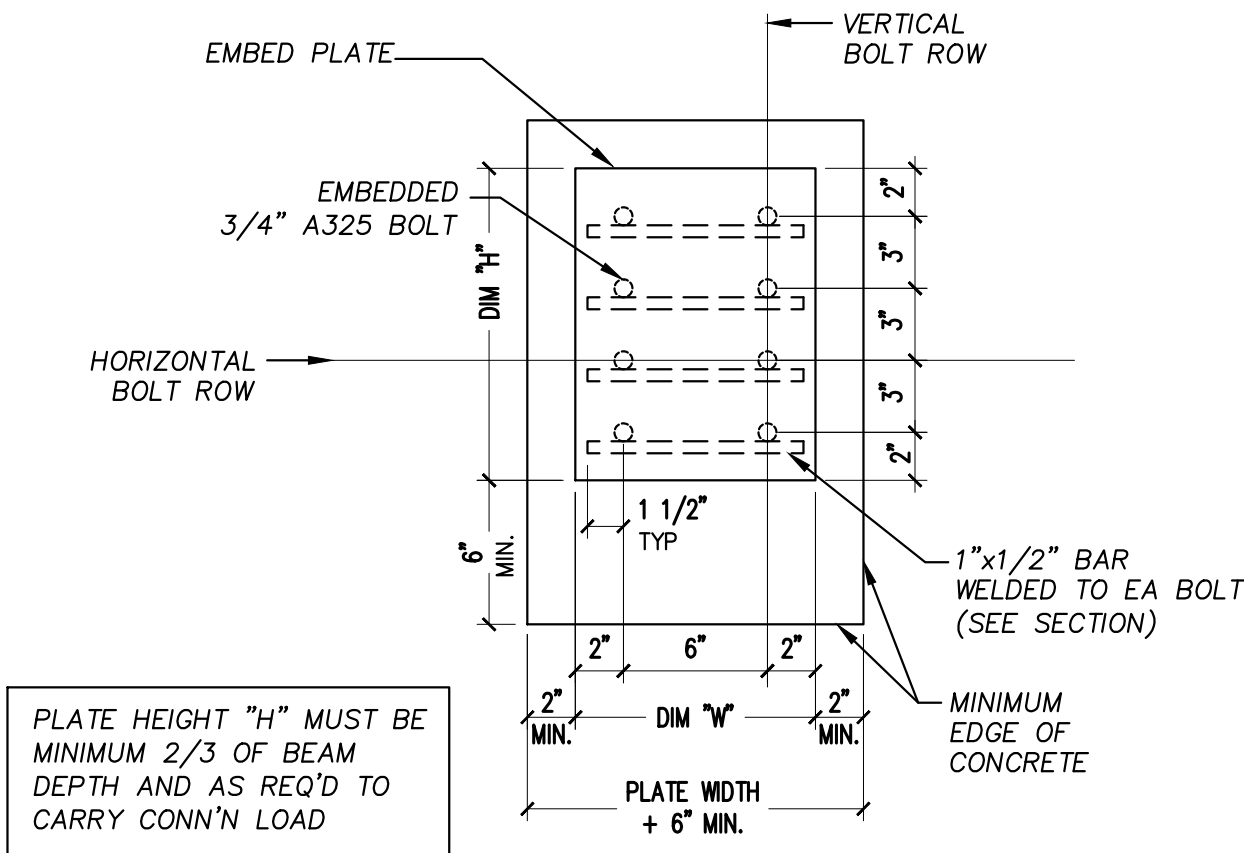 VERTICAL
BOLT ROW
EMBED PLATE
EMBEDDED
3/4" A325 BOLT
2"
3"
DIM "H"
3"
HORIZONTAL
BOLT ROW
3"
2"
1 1/2"
TYP
6"
MIN.
1"x1/2" BAR
WELDED TO EA BOLT
(SEE SECTION)
2"
6"
2"
2"
MIN.
DIM "W"
2"
MIN.
MINIMUM
EDGE OF
CONCRETE
PLATE WIDTH
+ 6" MIN.
PLATE HEIGHT "H" MUST BE
MINIMUM 2/3 OF BEAM
DEPTH AND AS REQ'D TO
CARRY CONN'N LOAD